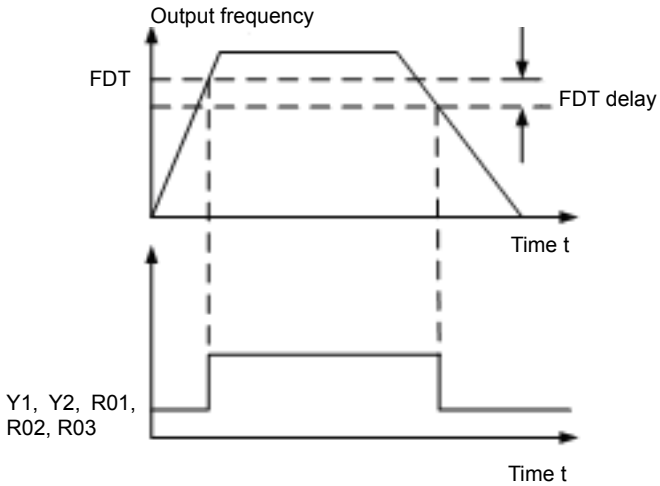 Output frequency
FDT
FDT delay
Time t
Y1, Y2, R01,
R02, R03
Time t